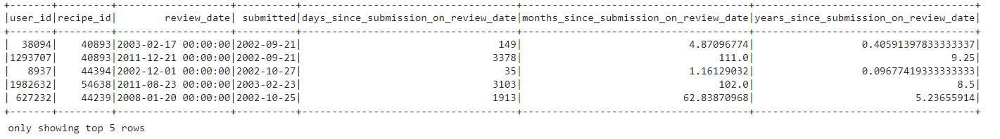 +-------+---------+-------------------+----------+--------------------------------------+----------------------------------------+---------------------------------------+
|user_id|recipe_id| review_date| submitted|days_since_submission_on_review_date|months_since_submission_on_review_date|years_since_submission_on_review_date|
+-------+---------+-------------------+----------+--------------------------------------+----------------------------------------+---------------------------------------+
| 38094| 40893|2003-02-17 00:00:00|2002-09-21| 149| 4.87096774| 0.40591397833333337|
|1293707| 40893|2011-12-21 00:00:00|2002-09-21| 3378| 111.0| 9.25|
| 8937| 44394|2002-12-01 00:00:00|2002-10-27| 35| 1.16129032| 0.09677419333333333|
|1982632| 54638|2011-08-23 00:00:00|2003-02-23| 3103| 102.0| 8.5|
| 627232| 44239|2008-01-20 00:00:00|2002-10-25| 1913| 62.83870968| 5.23655914|
+-------+---------+-------------------+----------+--------------------------------------+----------------------------------------+---------------------------------------+
only showing top 5 rows